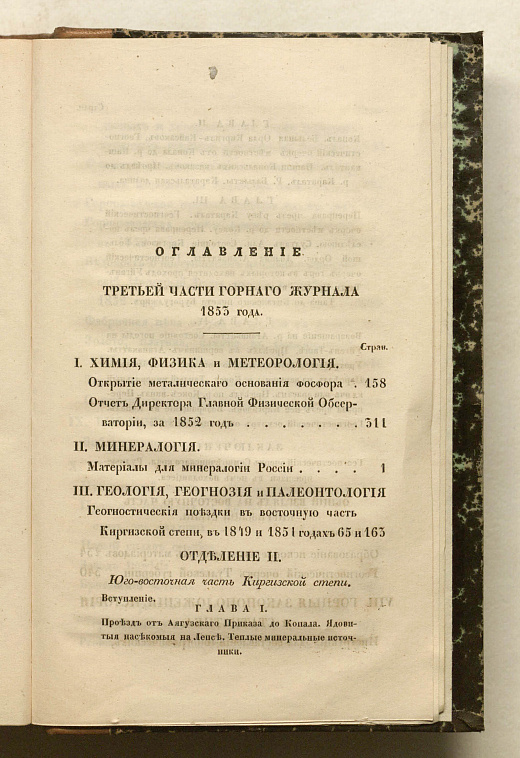 ОГЛАВЛЕНІЕ
ТРЕТЬЕЙ ЧАСТИ ГОРНАГО ЖУРНАЛА
1853 года.
Стран.
I. ХИМІЯ, ФИЗИКА и МЕТЕОРОЛОГІЯ.
Открытіе металическаго основанія фосфора . 158
Отчетъ Директора Главной Физической Обсер-
ваторіи, за 1852 годъ . . . . . . 311
II. МИНЕРАЛОГІЯ.
Матеріалы для минералогіи Россіи . . . . 1
III. ГЕОЛОГІЯ, ГЕОГНОЗІЯ и ПАЛЕОНТОЛОГІЯ
Геогностическія поѣздки въ восточную часть
Киргизской степи, въ 1849 и 1851 годахъ 65 и 163
ОТДѢЛЕНІЕ II.
Юго-восточная часть Киргизской степи.
Вступленіе.
ГЛАВА I.
Проѣздъ отъ Аягузскаго Приказа до Копала. Ядови-
тыя насѣкомыя на Лепсѣ. Теплые минеральные источ-
ники.